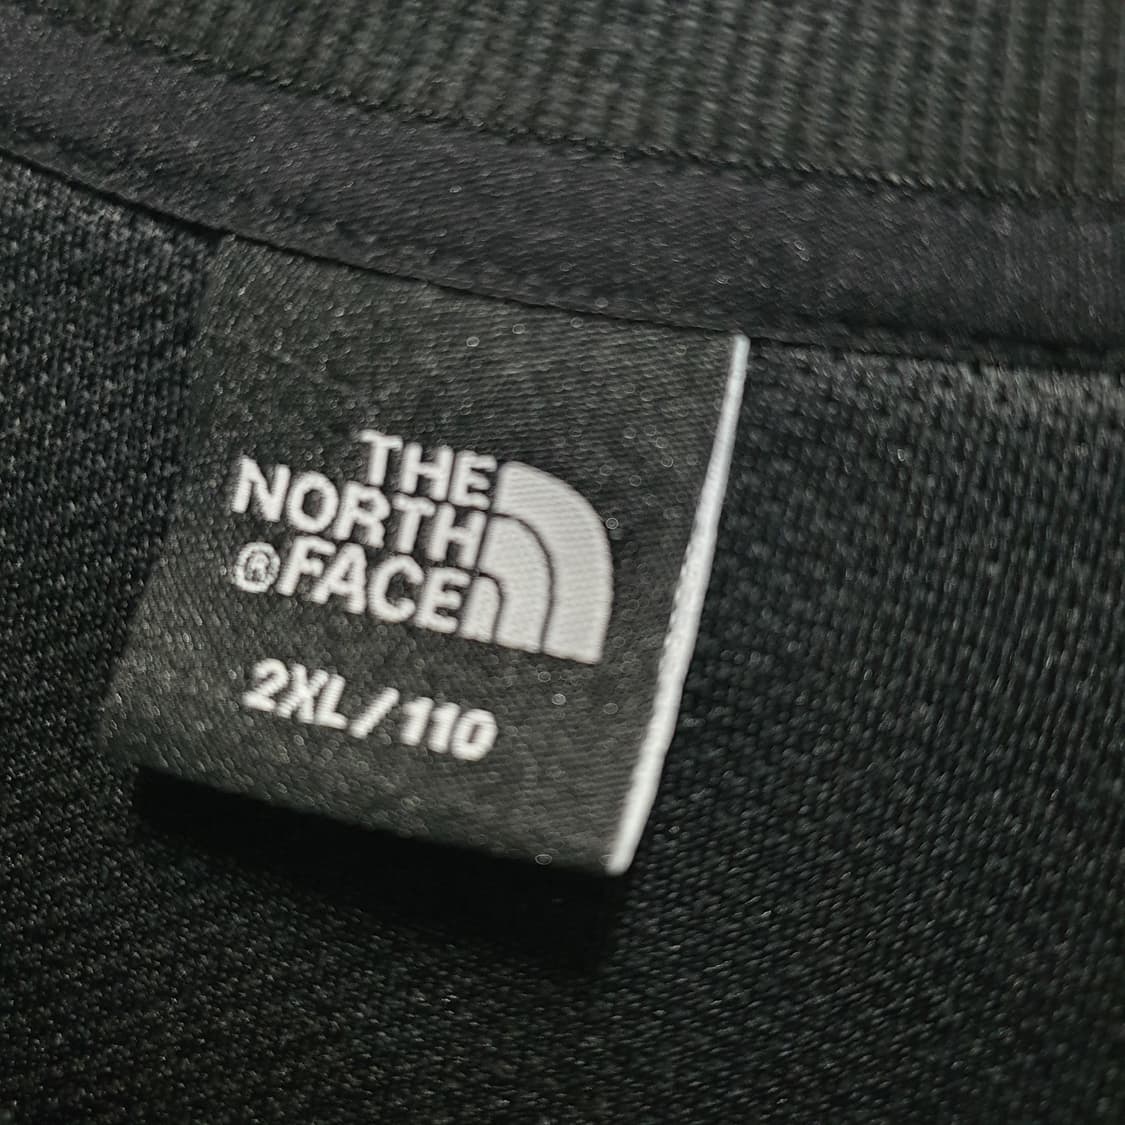 THE
NORTH
®FACE
2XL/110